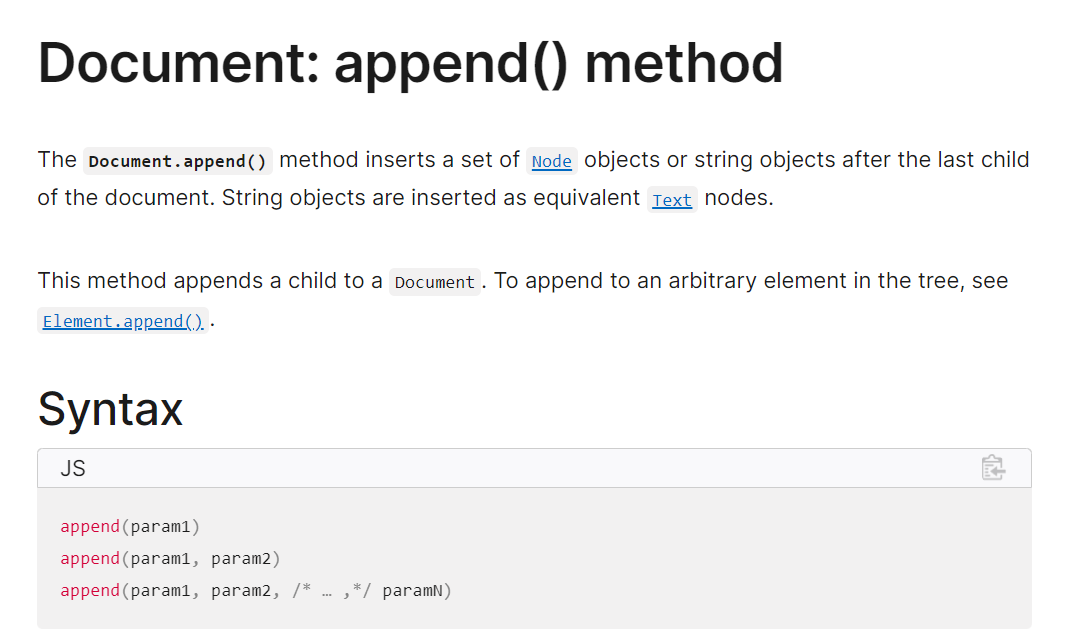 Document: append() method
The Document.append() method inserts a set of Node objects or string objects after the last child
of the document. String objects are inserted as equivalent Text nodes.
This method appends a child to a Document. To append to an arbitrary element in the tree, see
Element.append().
Syntax
JS
append(param1)
append(param1, param2)
append(param1, param2, /* … ,*/ paramN)